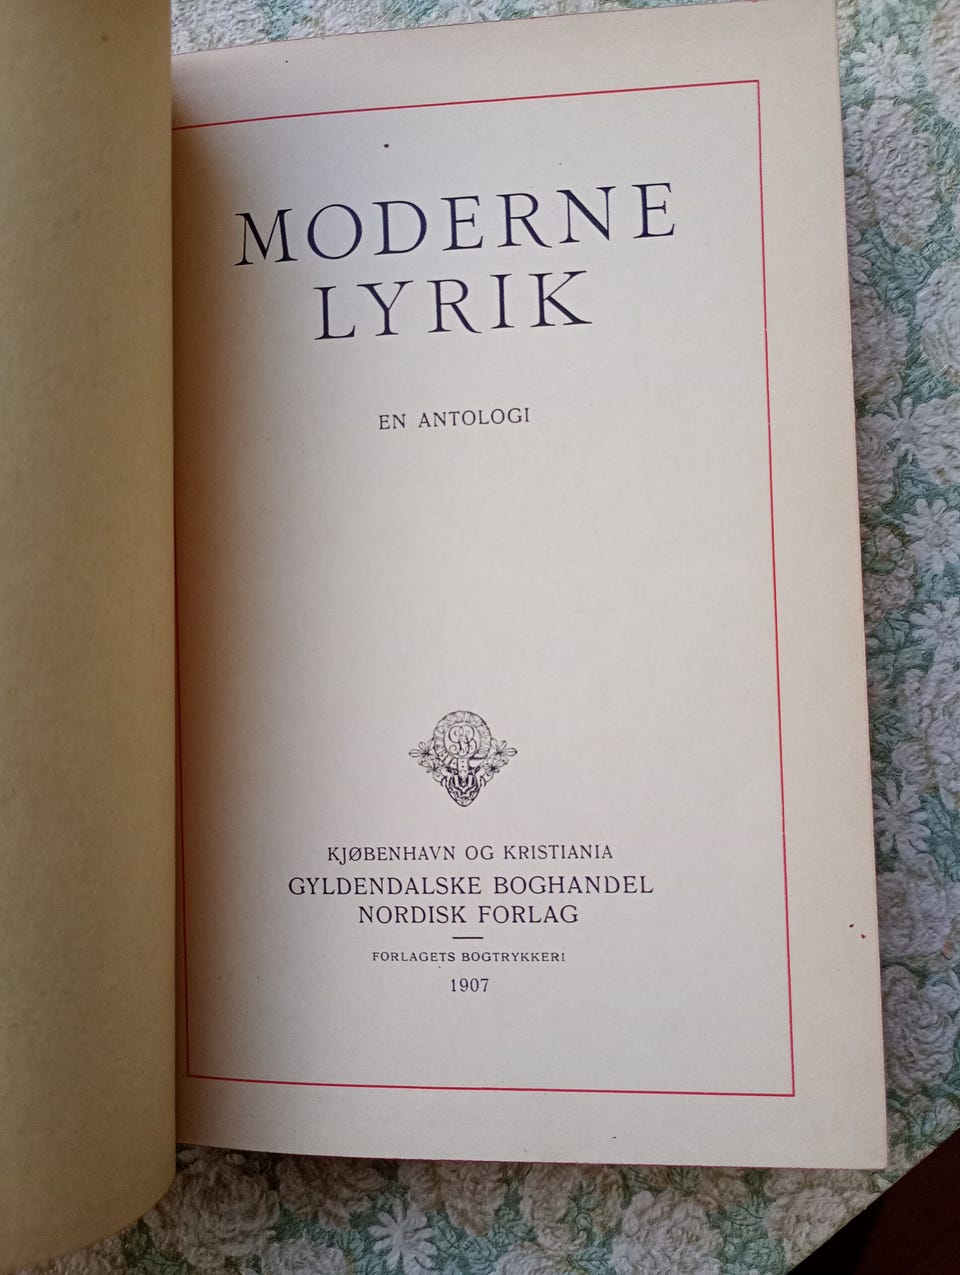 MODERNE
LYRIK
EN ANTOLOGI
KJØBENHAVN OG KRISTIANIA
GYLDENDALSKE BOGHANDEL
NORDISK FORLAG
FORLAGETS BOGTRYKKERI
1907